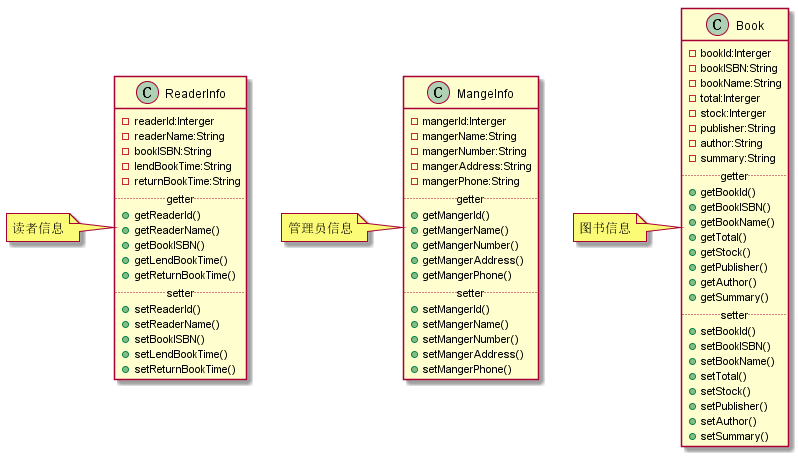 读者信息
C ReaderInfo
readerId:Interger
readerName:String
bookISBN:String
lendBookTime:String
returnBookTime:String
getter
getReaderId()
getReaderName()
getBookISBN()
getLendBookTime()
getReturnBookTime()
setter
setReaderId()
setReaderName()
setBookISBN()
setLendBookTime()
setReturnBookTime()
管理员信息
C MangeInfo
mangerId:Interger
mangerName:String
mangerNumber:String
mangerAddress:String
mangerPhone:String
getter
getMangerId()
getMangerName()
getMangerNumber()
getMangerAddress()
getMangerPhone()
setter
setMangerId()
setMangerName()
setMangerNumber()
setMangerAddress()
setMangerPhone()
图书信息
C Book
bookId:Interger
bookISBN:String
bookName:String
total:Interger
stock:Interger
publisher:String
author:String
summary:String
getter
getBookId()
getBookISBN()
getBookName()
getTotal()
getStock()
getPublisher()
getAuthor()
getSummary()
setter
setBookId()
setBookISBN()
setBookName()
setTotal()
setStock()
setPublisher()
setAuthor()
setSummary()